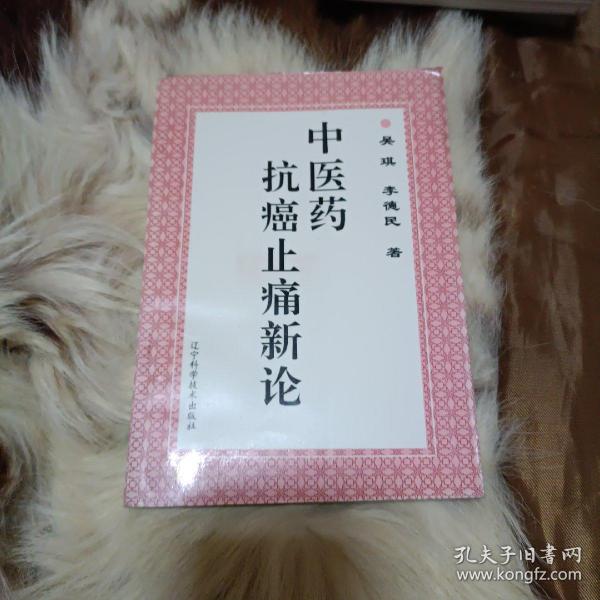 吴琪 李德民 著
中医药
抗癌止痛新论
辽宁科学技术出版社
孔夫子旧书网
www.kongfz.com